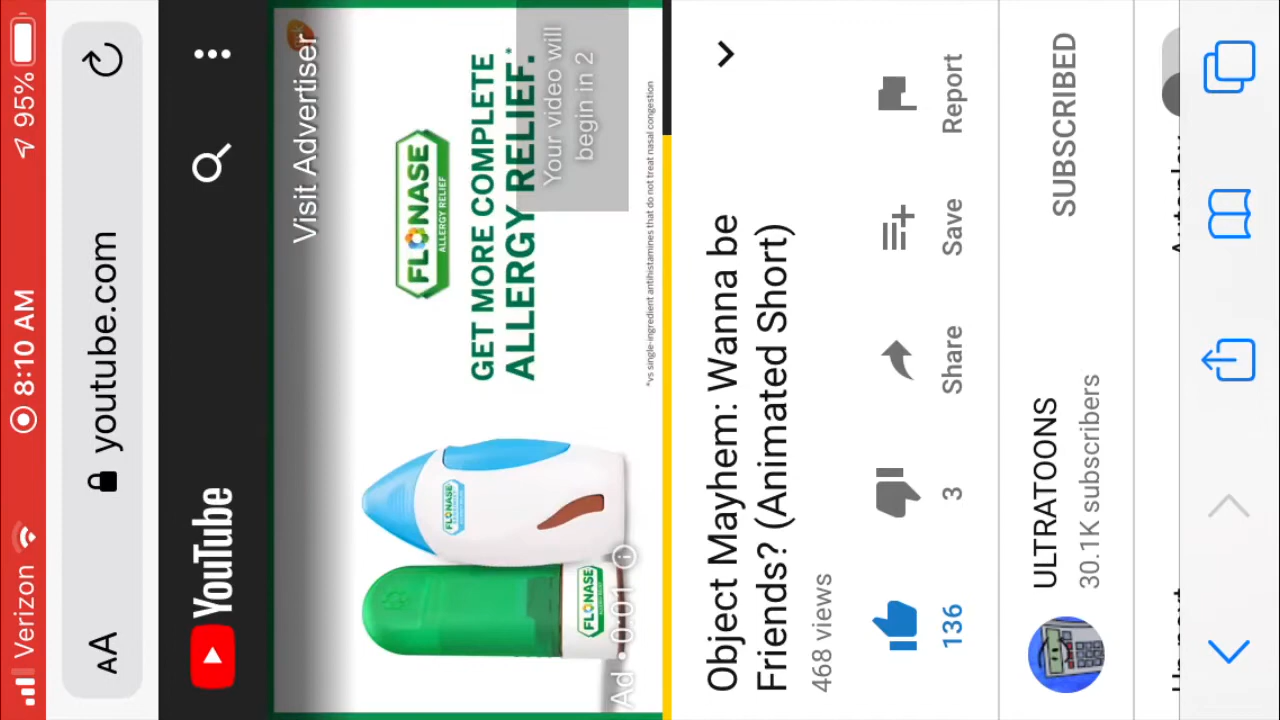 Verizon
8:10 AM
95%
AA
youtube.com
YouTube
Visit Advertiser
FLONASE
ALLERGY RELIEF
GET MORE COMPLETE
ALLERGY RELIEF.*
Your video will
begin in 2
*vs single-ingredient antihistamines that do not treat nasal congestion
FLONASE
FLONASE
Ad • 0:01
Object Mayhem: Wanna be
Friends? (Animated Short)
468 views
136
3
Share
Save
Report
ULTRATOONS
30.1K subscribers
SUBSCRIBED